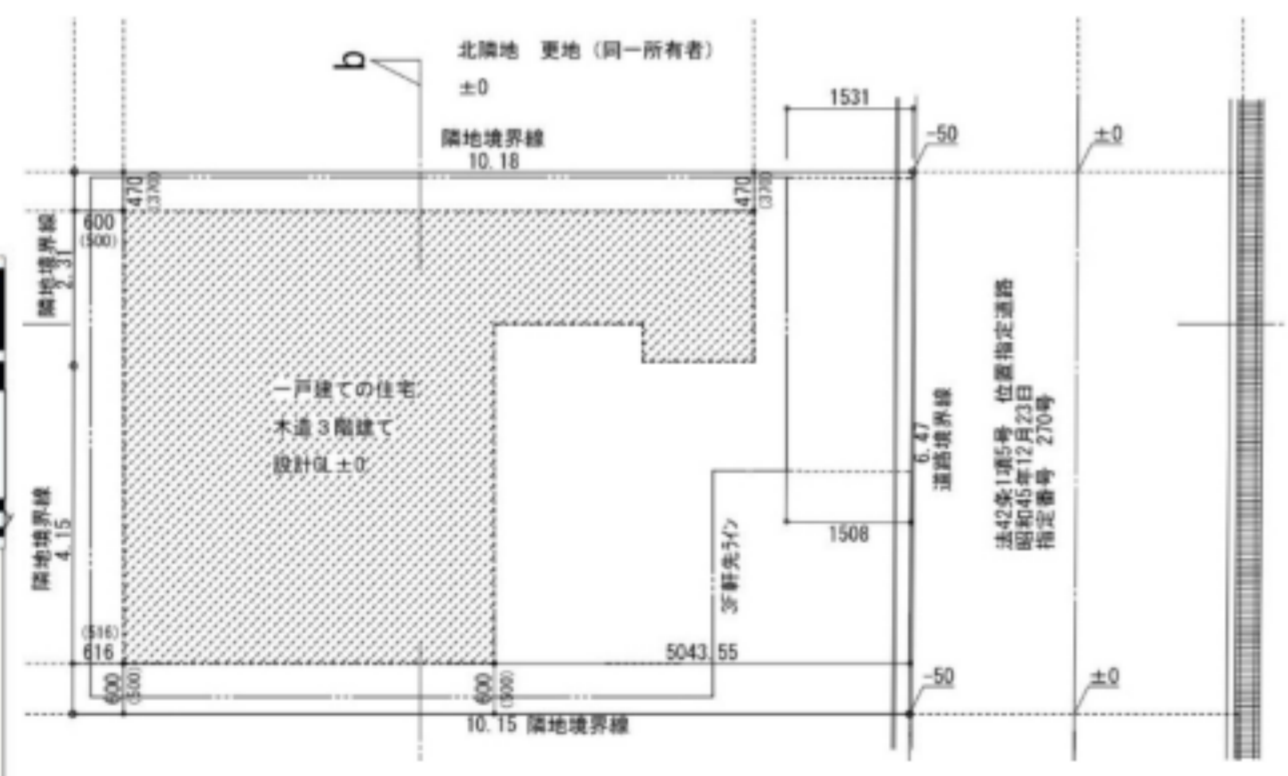 b
北隣地 更地（同一所有者）
±0
隣地境界線
10.18
1531
-50
±0
470
(370)
470
(370)
600
(500)
隣地境界線
2.31
一戸建ての住宅
木造３階建て
設計GL±0
隣地境界線
4.15
6.47
道路境界線
法42条1項5号 位置指定道路
昭和45年12月23日
指定番号 270号
1508
3F軒先ライン
(516)
616
5043.55
600
(500)
600
(500)
-50
±0
10.15 隣地境界線